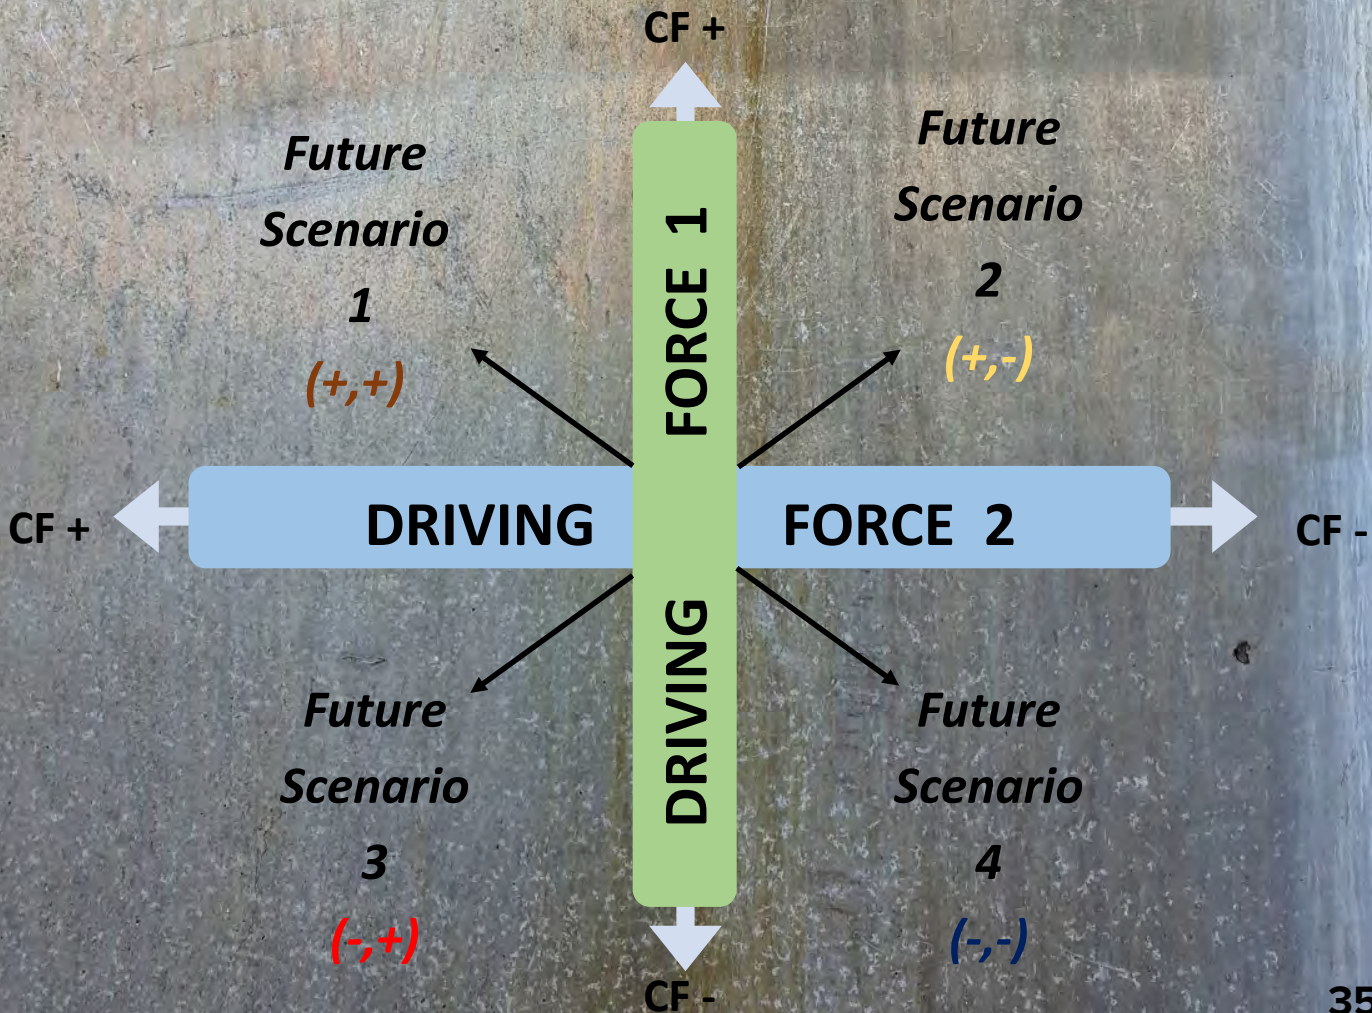 CF +
Future
Scenario
1
(+,+)
Future
Scenario
2
(+,-)
DRIVING FORCE 1
CF +
DRIVING FORCE 2
CF -
Future
Scenario
3
(-,+)
Future
Scenario
4
(-,-)
CF -
35